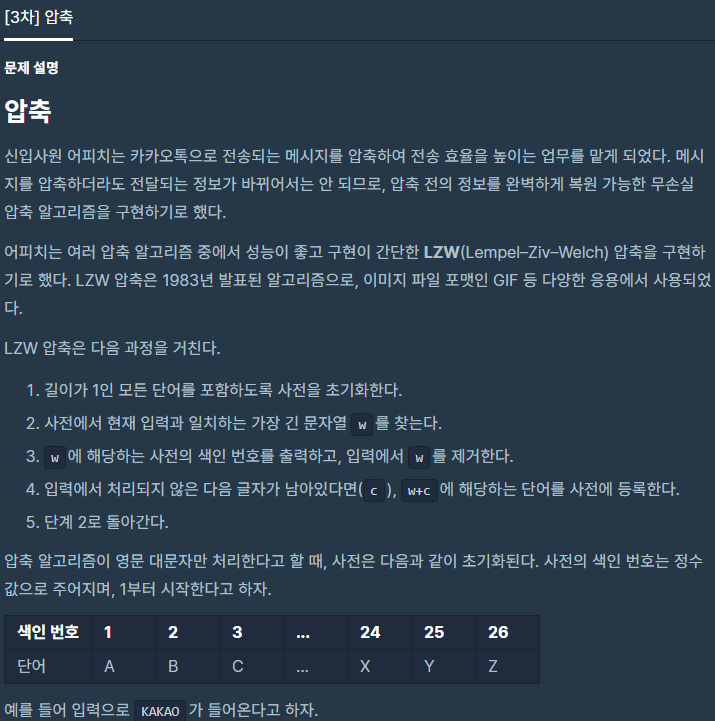 [3차] 압축
문제 설명
압축
신입사원 어피치는 카카오톡으로 전송되는 메시지를 압축하여 전송 효율을 높이는 업무를 맡게 되었다. 메시
지를 압축하더라도 전달되는 정보가 바뀌어서는 안 되므로, 압축 전의 정보를 완벽하게 복원 가능한 무손실
압축 알고리즘을 구현하기로 했다.
어피치는 여러 압축 알고리즘 중에서 성능이 좋고 구현이 간단한 LZW(Lempel–Ziv–Welch) 압축을 구현하
기로 했다. LZW 압축은 1983년 발표된 알고리즘으로, 이미지 파일 포맷인 GIF 등 다양한 응용에서 사용되었
다.
LZW 압축은 다음 과정을 거친다.
1. 길이가 1인 모든 단어를 포함하도록 사전을 초기화한다.
2. 사전에서 현재 입력과 일치하는 가장 긴 문자열 w 를 찾는다.
3. w 에 해당하는 사전의 색인 번호를 출력하고, 입력에서 w 를 제거한다.
4. 입력에서 처리되지 않은 다음 글자가 남아있다면( c ), w+c 에 해당하는 단어를 사전에 등록한다.
5. 단계 2로 돌아간다.
압축 알고리즘이 영문 대문자만 처리한다고 할 때, 사전은 다음과 같이 초기화된다. 사전의 색인 번호는 정수
값으로 주어지며, 1부터 시작한다고 하자.
색인 번호 1 2 3 ... 24 25 26
단어 A B C ... X Y Z
예를 들어 입력으로 KAKAO 가 들어온다고 하자.